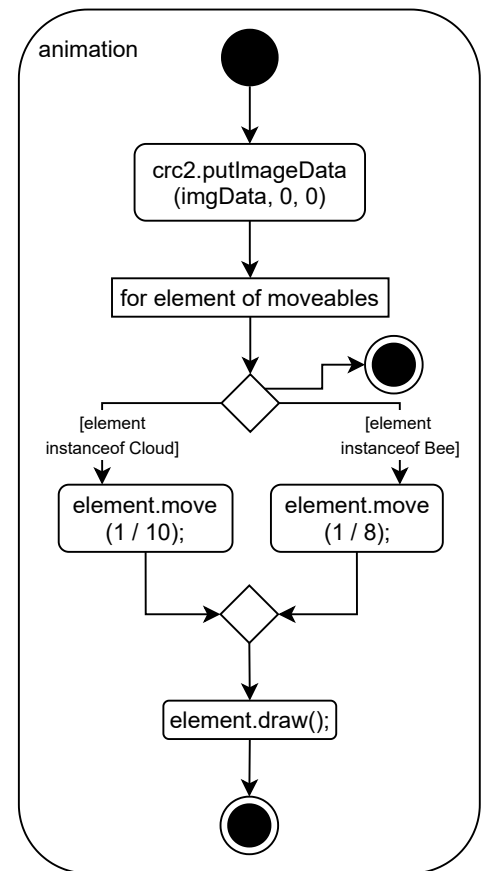 animation
crc2.putImageData
(imgData, 0, 0)
for element of moveables
[element
instanceof Cloud]
[element
instanceof Bee]
element.move
(1 / 10);
element.move
(1 / 8);
element.draw();